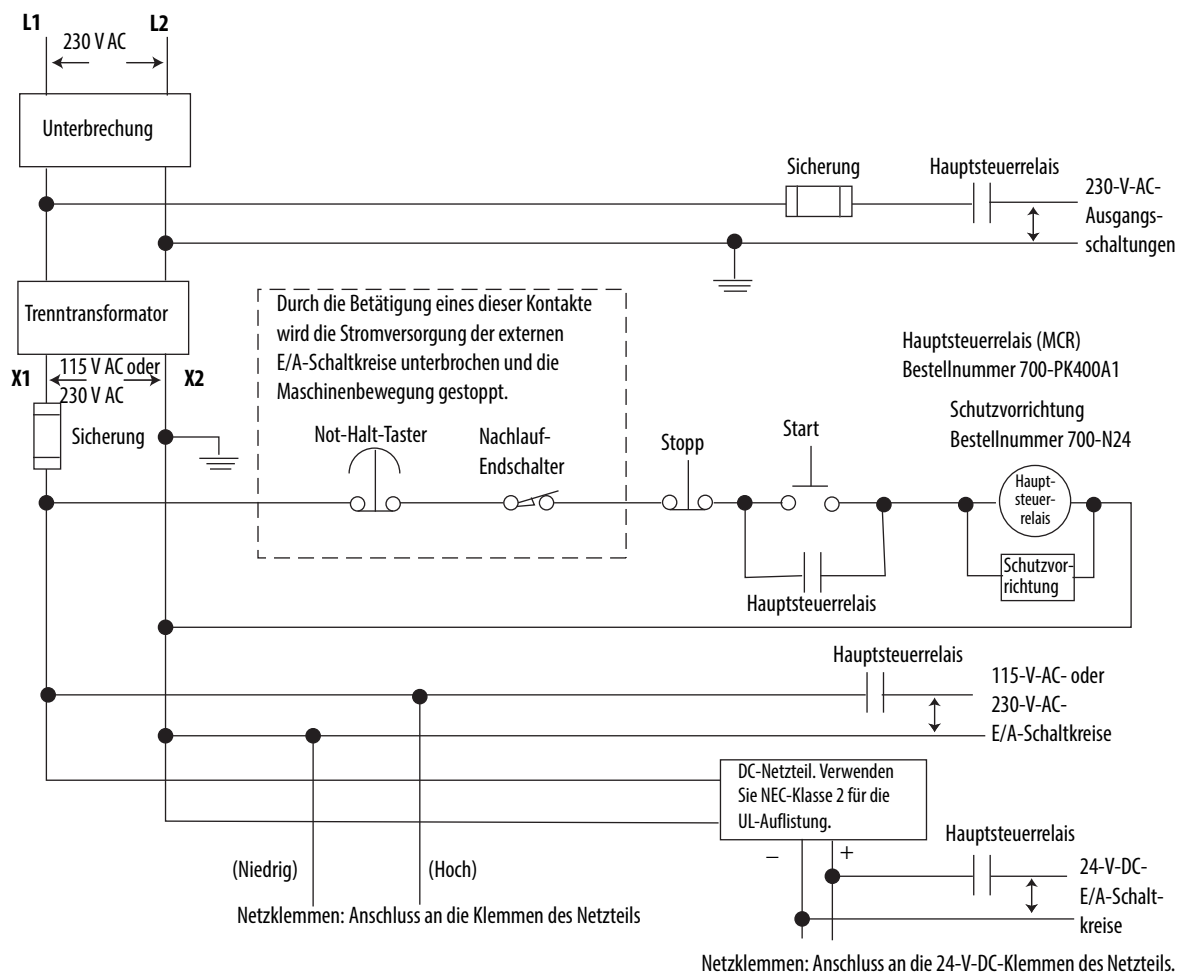 L1
L2
230 V AC
Unterbrechung
Sicherung
Hauptsteuerrelais
230-V-AC-
Ausgangs-
schaltungen
Trenntransformator
Durch die Betätigung eines dieser Kontakte
wird die Stromversorgung der externen
E/A-Schaltkreise unterbrochen und die
Maschinenbewegung gestoppt.
Hauptsteuerrelais (MCR)
Bestellnummer 700-PK400A1
X1
115 V AC oder
230 V AC
X2
Schutzvorrichtung
Bestellnummer 700-N24
Sicherung
Not-Halt-Taster
Nachlauf-
Endschalter
Stopp
Start
Haupt-
steuer-
relais
Schutzvor-
richtung
Hauptsteuerrelais
Hauptsteuerrelais
115-V-AC- oder
230-V-AC-
E/A-Schaltkreise
DC-Netzteil. Verwenden
Sie NEC-Klasse 2 für die
UL-Auflistung.
– +
Hauptsteuerrelais
(Niedrig)
(Hoch)
24-V-DC-
E/A-Schalt-
kreise
Netzklemmen: Anschluss an die Klemmen des Netzteils
Netzklemmen: Anschluss an die 24-V-DC-Klemmen des Netzteils.